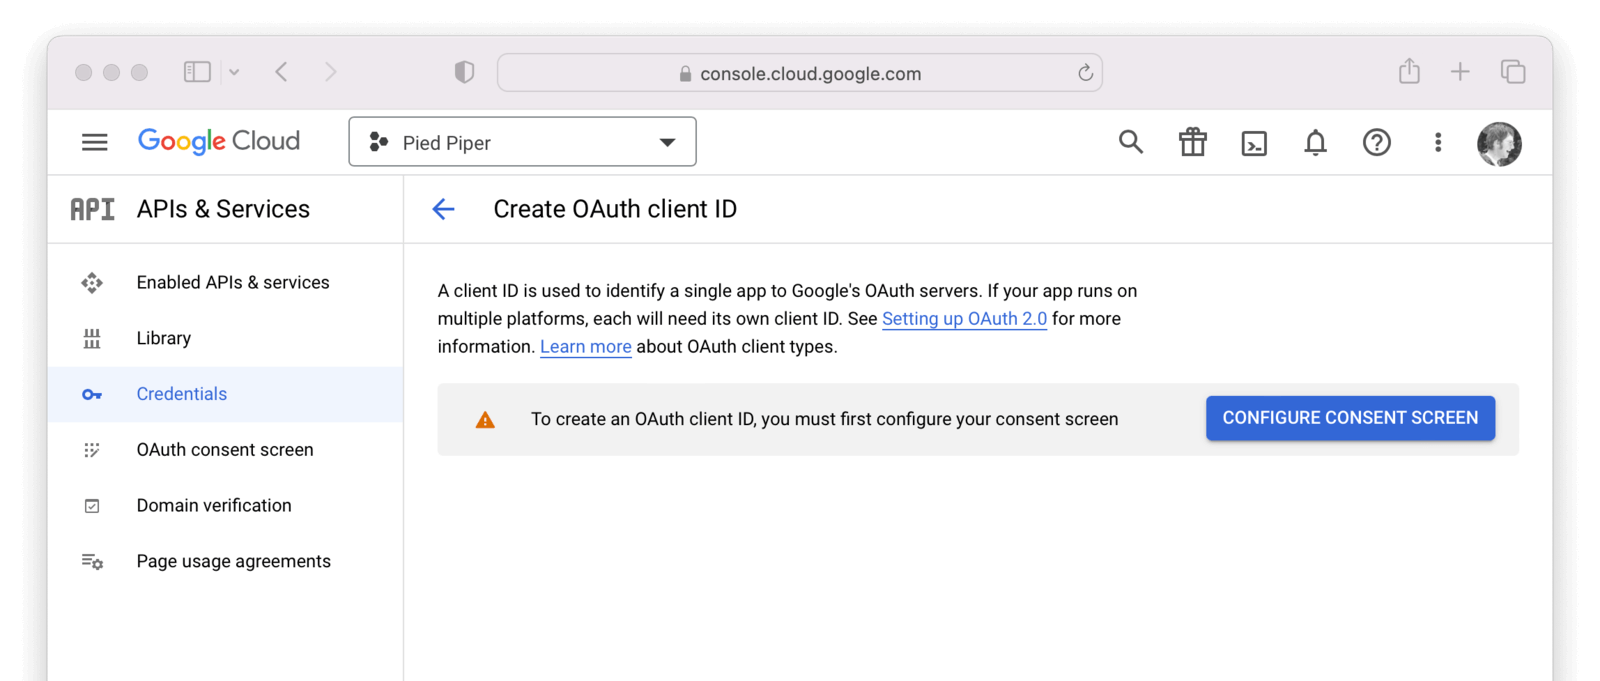 console.cloud.google.com
Google Cloud
Pied Piper
API APIs & Services
Create OAuth client ID
Enabled APIs & services
Library
Credentials
OAuth consent screen
Domain verification
Page usage agreements
A client ID is used to identify a single app to Google's OAuth servers. If your app runs on
multiple platforms, each will need its own client ID. See Setting up OAuth 2.0 for more
information. Learn more about OAuth client types.
To create an OAuth client ID, you must first configure your consent screen
CONFIGURE CONSENT SCREEN